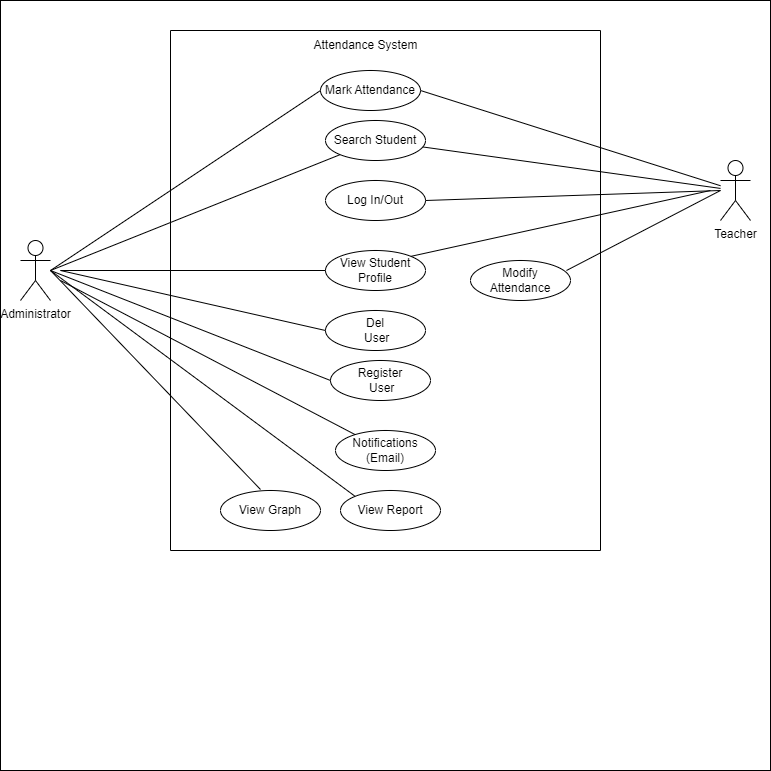 Attendance System
Mark Attendance
Search Student
Log In/Out
Teacher
View Student
Profile
Modify
Attendance
Administrator
Del
User
Register
User
Notifications
(Email)
View Graph
View Report